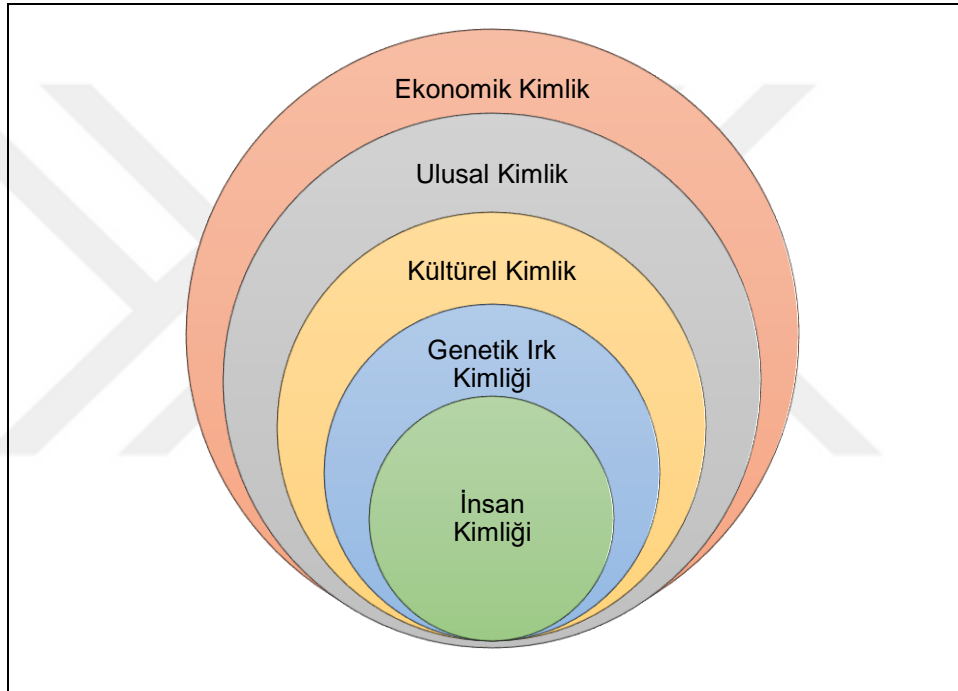 Ekonomik Kimlik
Ulusal Kimlik
Kültürel Kimlik
Genetik Irk
Kimliği
İnsan
Kimliği